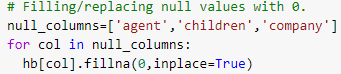 # Filling/replacing null values with 0.
null_columns=['agent','children','company']
for col in null_columns:
  hb[col].fillna(0,inplace=True)